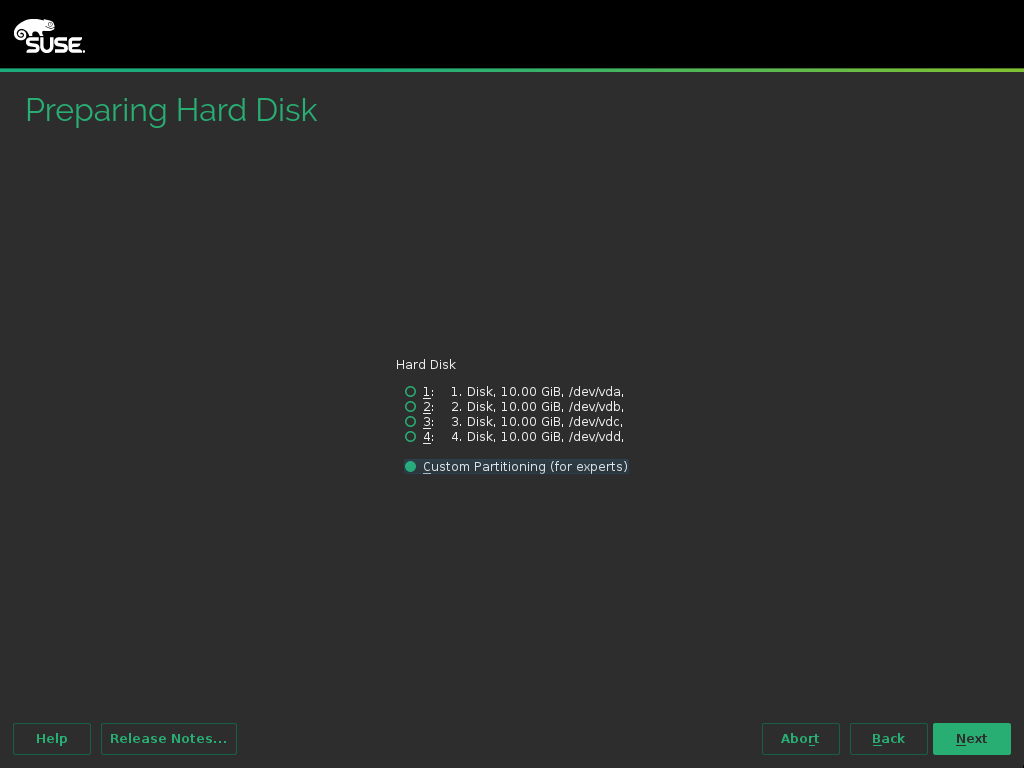 SUSE.
Preparing Hard Disk
Hard Disk
1: 1. Disk, 10.00 GiB, /dev/vda,
2: 2. Disk, 10.00 GiB, /dev/vdb,
3: 3. Disk, 10.00 GiB, /dev/vdc,
4: 4. Disk, 10.00 GiB, /dev/vdd,
Custom Partitioning (for experts)
Help Release Notes... Abort Back Next